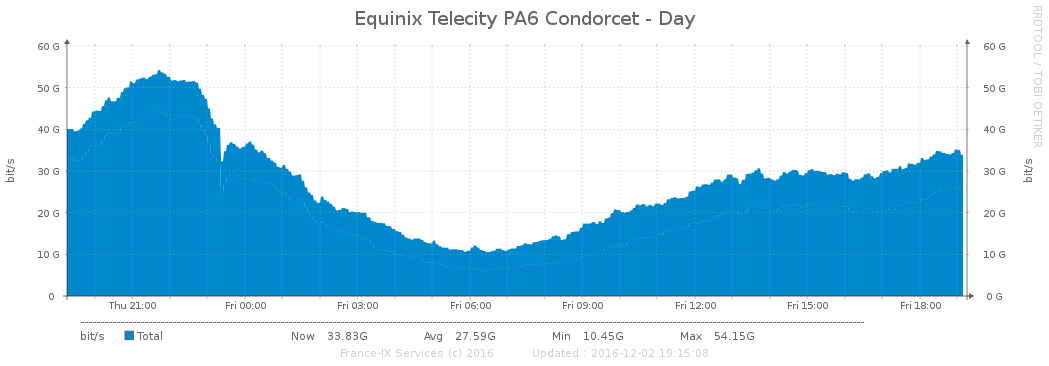 Equinix Telecity PA6 Condorcet - Day
RRDTOOL / TOBI OETIKER
60 G 60 G
50 G 50 G
40 G 40 G
30 G 30 G
20 G 20 G
10 G 10 G
0 0 G
bit/s bit/s
Thu 21:00 Fri 00:00 Fri 03:00 Fri 06:00 Fri 09:00 Fri 12:00 Fri 15:00 Fri 18:00
bit/s Total Now 33.83G Avg 27.59G Min 10.45G Max 54.15G
France-IX Services (c) 2016 Updated : 2016-12-02 19:15:08